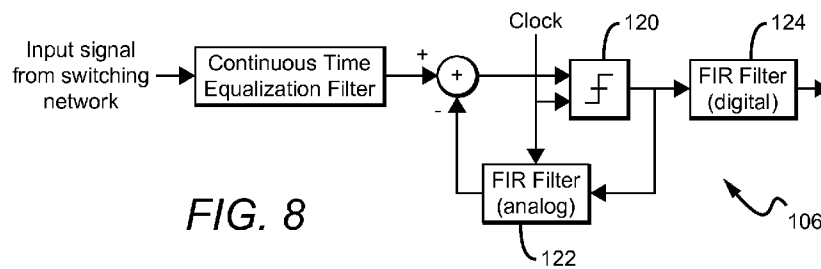 Clock
120
124
Input signal
from switching
network
Continuous Time
Equalization Filter
+
+
-
FIR Filter
(digital)
FIR Filter
(analog)
FIG. 8
122
106